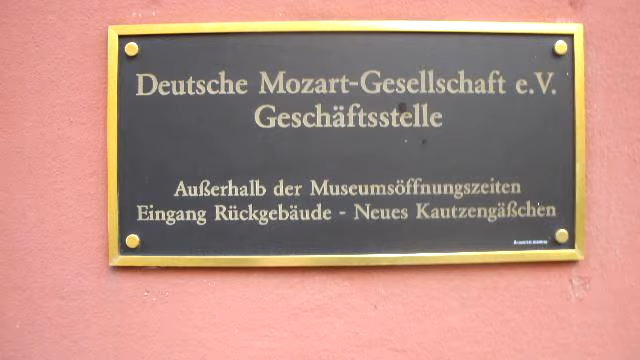 Deutsche Mozart-Gesellschaft e.V.
Geschäftsstelle
Außerhalb der Museumsöffnungszeiten
Eingang Rückgebäude - Neues Kautzengäßchen